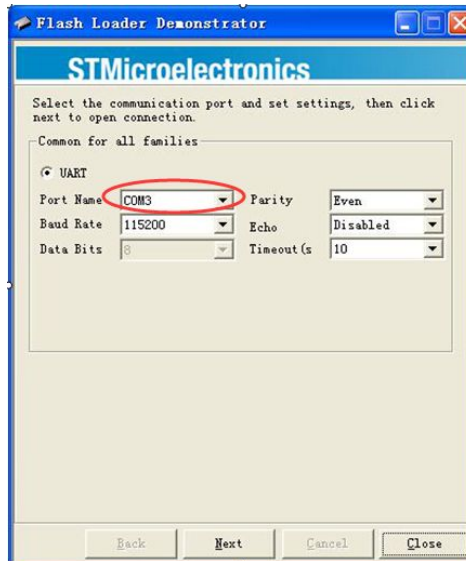 Flash Loader Demonstrator
STMicroelectronics
Select the communication port and set settings, then click
next to open connection.
Common for all families
UART
Port Name COM3 Parity Even
Baud Rate 115200 Echo Disabled
Data Bits 8 Timeout(s 10
Back Next Cancel Close